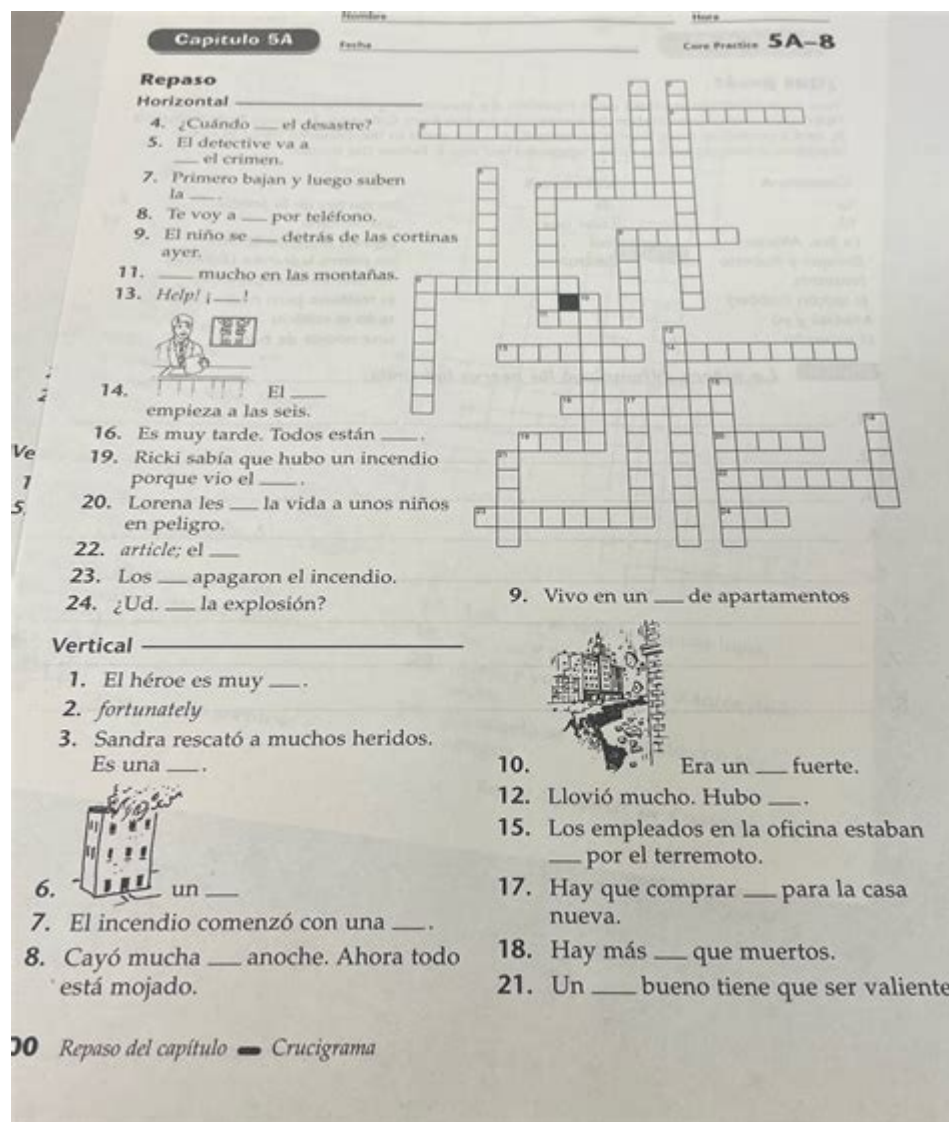 Nombre
Hora
Capítulo 5A
Fecha
Core Practice 5A–8
Repaso
Horizontal
4. ¿Cuándo ___ el desastre?
5. El detective va a
___ el crimen.
7. Primero bajan y luego suben
la ___.
8. Te voy a ___ por teléfono.
9. El niño se ___ detrás de las cortinas
ayer.
11. ___ mucho en las montañas.
13. Help! ¡___!
14. El ___
empieza a las seis.
16. Es muy tarde. Todos están ___.
19. Ricki sabía que hubo un incendio
porque vio el ___.
20. Lorena les ___ la vida a unos niños
en peligro.
22. article; el ___
23. Los ___ apagaron el incendio.
24. ¿Ud. ___ la explosión?
Vertical
1. El héroe es muy ___.
2. fortunately
3. Sandra rescató a muchos heridos.
Es una ___.
6. un ___
7. El incendio comenzó con una ___.
8. Cayó mucha ___ anoche. Ahora todo
está mojado.
9. Vivo en un ___ de apartamentos
10. Era un ___ fuerte.
12. Llovió mucho. Hubo ___.
15. Los empleados en la oficina estaban
___ por el terremoto.
17. Hay que comprar ___ para la casa
nueva.
18. Hay más ___ que muertos.
21. Un ___ bueno tiene que ser valiente
00 Repaso del capítulo Crucigrama
Ve
1
5